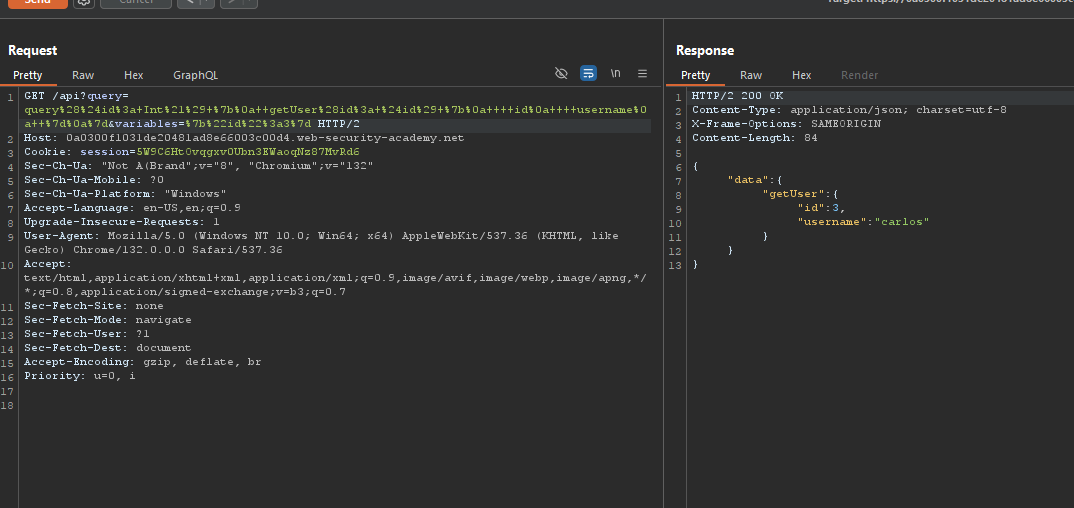 Send
Cancel
Request
Response
Pretty Raw Hex GraphQL
\n
Pretty Raw Hex Render
1 GET /api?query=
query%28%24id%3a+Int%21%29+%7b%0a++getUser%28id%3a+%24id%29+%7b%0a++++id%0a++++username%0
a++%7d%0a%7d&variables=%7b%22id%22%3a3%7d HTTP/2
2 Host: 0a0300f1031de20481ad8e66003c00d4.web-security-academy.net
3 Cookie: session=5W9C6HtOvqgxv0Ubn3EWaoqNz87MvRd6
4 Sec-Ch-Ua: "Not A(Brand";v="8", "Chromium";v="132"
5 Sec-Ch-Ua-Mobile: ?0
6 Sec-Ch-Ua-Platform: "Windows"
7 Accept-Language: en-US,en;q=0.9
8 Upgrade-Insecure-Requests: 1
9 User-Agent: Mozilla/5.0 (Windows NT 10.0; Win64; x64) AppleWebKit/537.36 (KHTML, like
Gecko) Chrome/132.0.0.0 Safari/537.36
10 Accept:
text/html,application/xhtml+xml,application/xml;q=0.9,image/avif,image/webp,image/apng,*/
*;q=0.8,application/signed-exchange;v=b3;q=0.7
11 Sec-Fetch-Site: none
12 Sec-Fetch-Mode: navigate
13 Sec-Fetch-User: ?1
14 Sec-Fetch-Dest: document
15 Accept-Encoding: gzip, deflate, br
16 Priority: u=0, i
17
18
1 HTTP/2 200 OK
2 Content-Type: application/json; charset=utf-8
3 X-Frame-Options: SAMEORIGIN
4 Content-Length: 84
5
6 {
7 "data":{
8 "getUser":{
9 "id":3,
10 "username":"carlos"
11 }
12 }
13 }